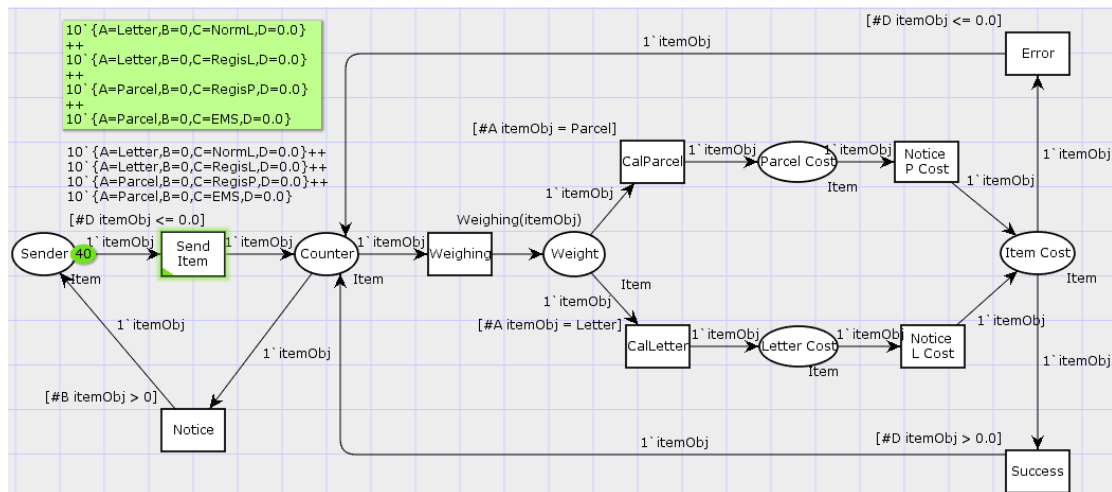 10`{A=Letter,B=0,C=NormL,D=0.0}
++
10`{A=Letter,B=0,C=RegisL,D=0.0}
++
10`{A=Parcel,B=0,C=RegisP,D=0.0}
++
10`{A=Parcel,B=0,C=EMS,D=0.0}
[#D itemObj <= 0.0]
1`itemObj
Error
[#A itemObj = Parcel]
10`{A=Letter,B=0,C=NormL,D=0.0}++
10`{A=Letter,B=0,C=RegisL,D=0.0}++
10`{A=Parcel,B=0,C=RegisP,D=0.0}++
10`{A=Parcel,B=0,C=EMS,D=0.0}
CalParcel
1`itemObj
Parcel Cost
1`itemObj
Notice
P Cost
Item
1`itemObj
1`itemObj
1`itemObj
[#D itemObj <= 0.0]
Weighing(itemObj)
Sender
40
1`itemObj
Send
Item
1`itemObj
Counter
1`itemObj
Weighing
Weight
Item Cost
Item
Item
Item
Item
1`itemObj
1`itemObj
1`itemObj
[#A itemObj = Letter]
CalLetter
1`itemObj
Letter Cost
1`itemObj
Notice
L Cost
Item
1`itemObj
1`itemObj
1`itemObj
[#B itemObj > 0]
Notice
1`itemObj
[#D itemObj > 0.0]
Success